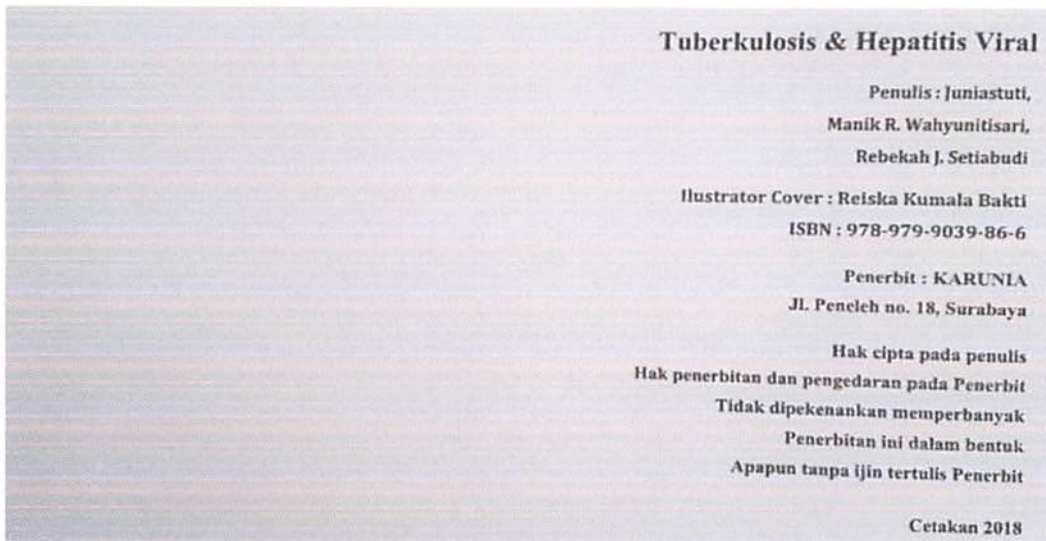 Tuberkulosis & Hepatitis Viral
Penulis : Juniastuti,
Manik R. Wahyunitisari,
Rebekah J. Setiabudi
Ilustrator Cover : Reiska Kumala Bakti
ISBN : 978-979-9039-86-6
Penerbit : KARUNIA
Jl. Peneleh no. 18, Surabaya
Hak cipta pada penulis
Hak penerbitan dan pengedaran pada Penerbit
Tidak dipekenankan memperbanyak
Penerbitan ini dalam bentuk
Apapun tanpa ijin tertulis Penerbit
Cetakan 2018